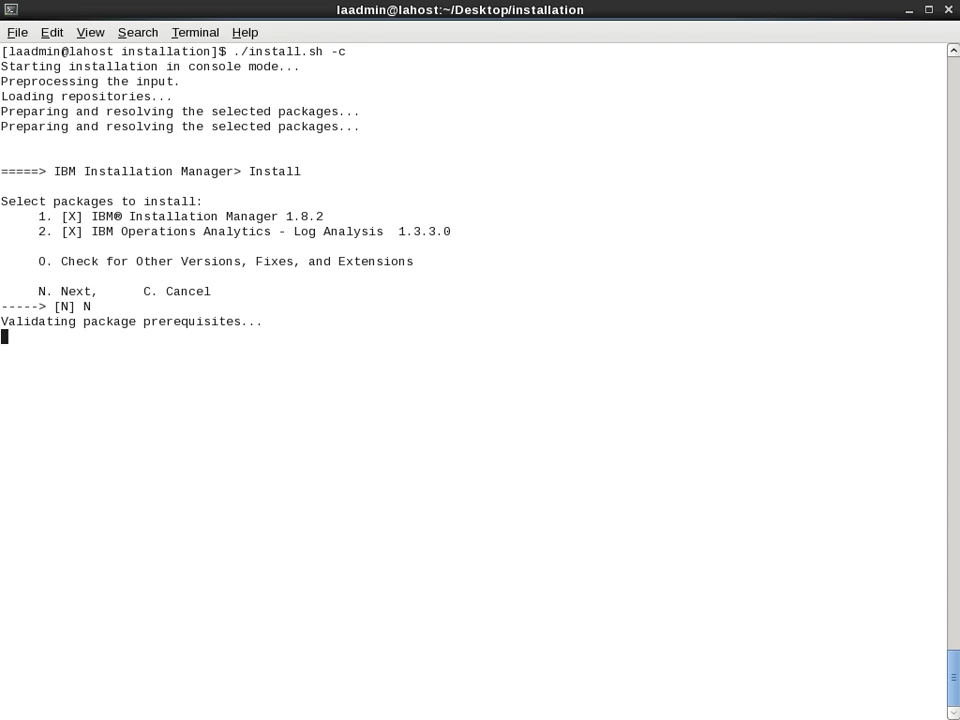 laadmin@lahost:~/Desktop/installation
File Edit View Search Terminal Help
[laadmin@lahost installation]$ ./install.sh -c
Starting installation in console mode...
Preprocessing the input.
Loading repositories...
Preparing and resolving the selected packages...
Preparing and resolving the selected packages...
=====> IBM Installation Manager> Install
Select packages to install:
1. [X] IBM® Installation Manager 1.8.2
2. [X] IBM Operations Analytics - Log Analysis  1.3.3.0
O. Check for Other Versions, Fixes, and Extensions
N. Next,      C. Cancel
-----> [N] N
Validating package prerequisites...